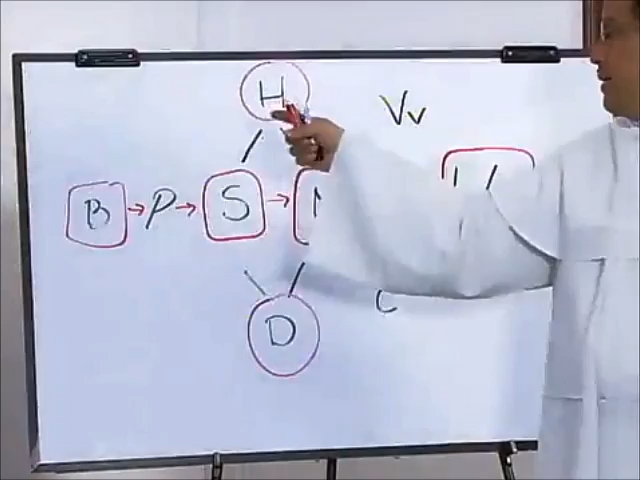 H
Vv
B → P → S →
D